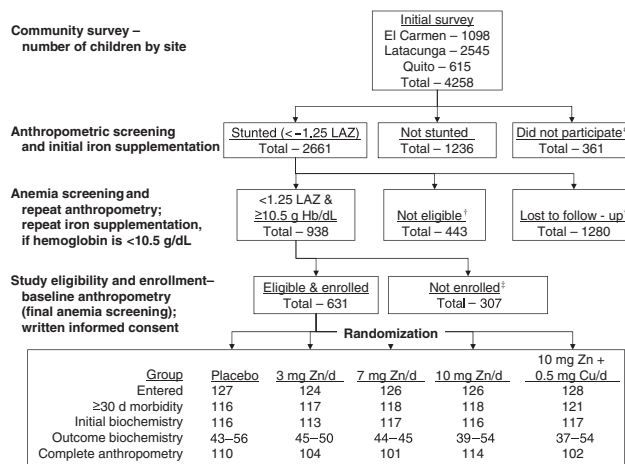 Community survey –
number of children by site
Initial survey
El Carmen – 1098
Latacunga – 2545
Quito – 615
Total – 4258
Anthropometric screening
and initial iron supplementation
Stunted (<–1.25 LAZ)
Total – 2661
Not stunted
Total – 1236
Did not participate*
Total – 361
Anemia screening and
repeat anthropometry;
repeat iron supplementation,
if hemoglobin is <10.5 g/dL
<1.25 LAZ &
≥10.5 g Hb/dL
Total – 938
Not eligible†
Total – 443
Lost to follow - up
Total – 1280
Study eligibility and enrollment–
baseline anthropometry
(final anemia screening);
written informed consent
Eligible & enrolled
Total – 631
Not enrolled‡
Total – 307
Randomization
Group Placebo 3 mg Zn/d 7 mg Zn/d 10 mg Zn/d 10 mg Zn +
0.5 mg Cu/d
Entered 127 124 126 126 128
≥30 d morbidity 116 117 118 118 121
Initial biochemistry 116 113 117 116 117
Outcome biochemistry 43–56 45–50 44–45 39–54 37–54
Complete anthropometry 110 104 101 114 102